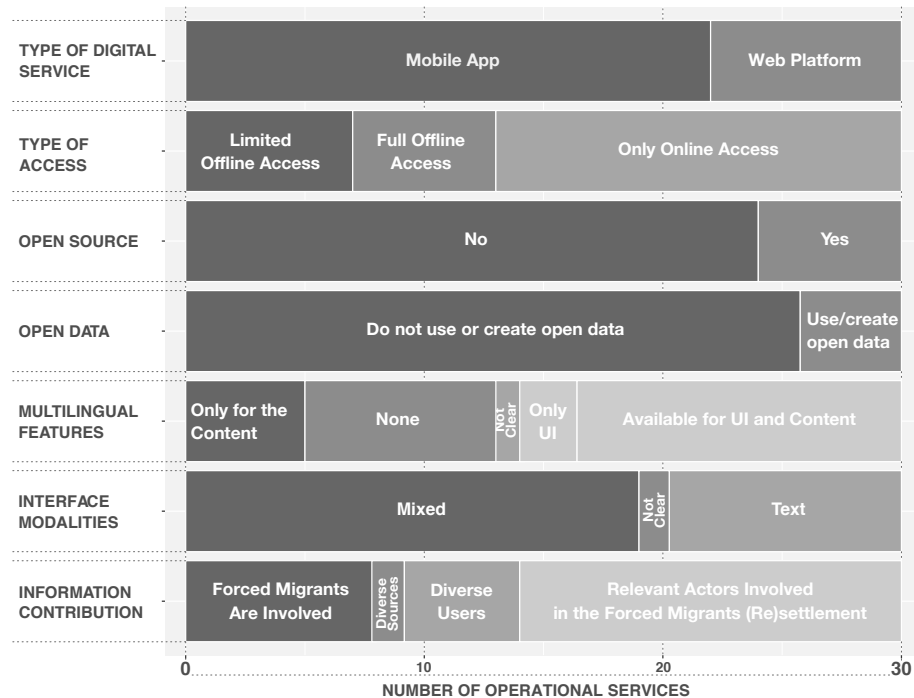 TYPE OF DIGITAL
SERVICE
Mobile App
Web Platform
TYPE OF
ACCESS
Limited
Offline Access
Full Offline
Access
Only Online Access
OPEN SOURCE
No
Yes
OPEN DATA
Do not use or create open data
Use/create
open data
MULTILINGUAL
FEATURES
Only for the
Content
None
Not
Clear
Only
UI
Available for UI and Content
INTERFACE
MODALITIES
Mixed
Not
Clear
Text
INFORMATION
CONTRIBUTION
Forced Migrants
Are Involved
Diverse
Sources
Diverse
Users
Relevant Actors Involved
in the Forced Migrants (Re)settlement
0 10 20 30
NUMBER OF OPERATIONAL SERVICES